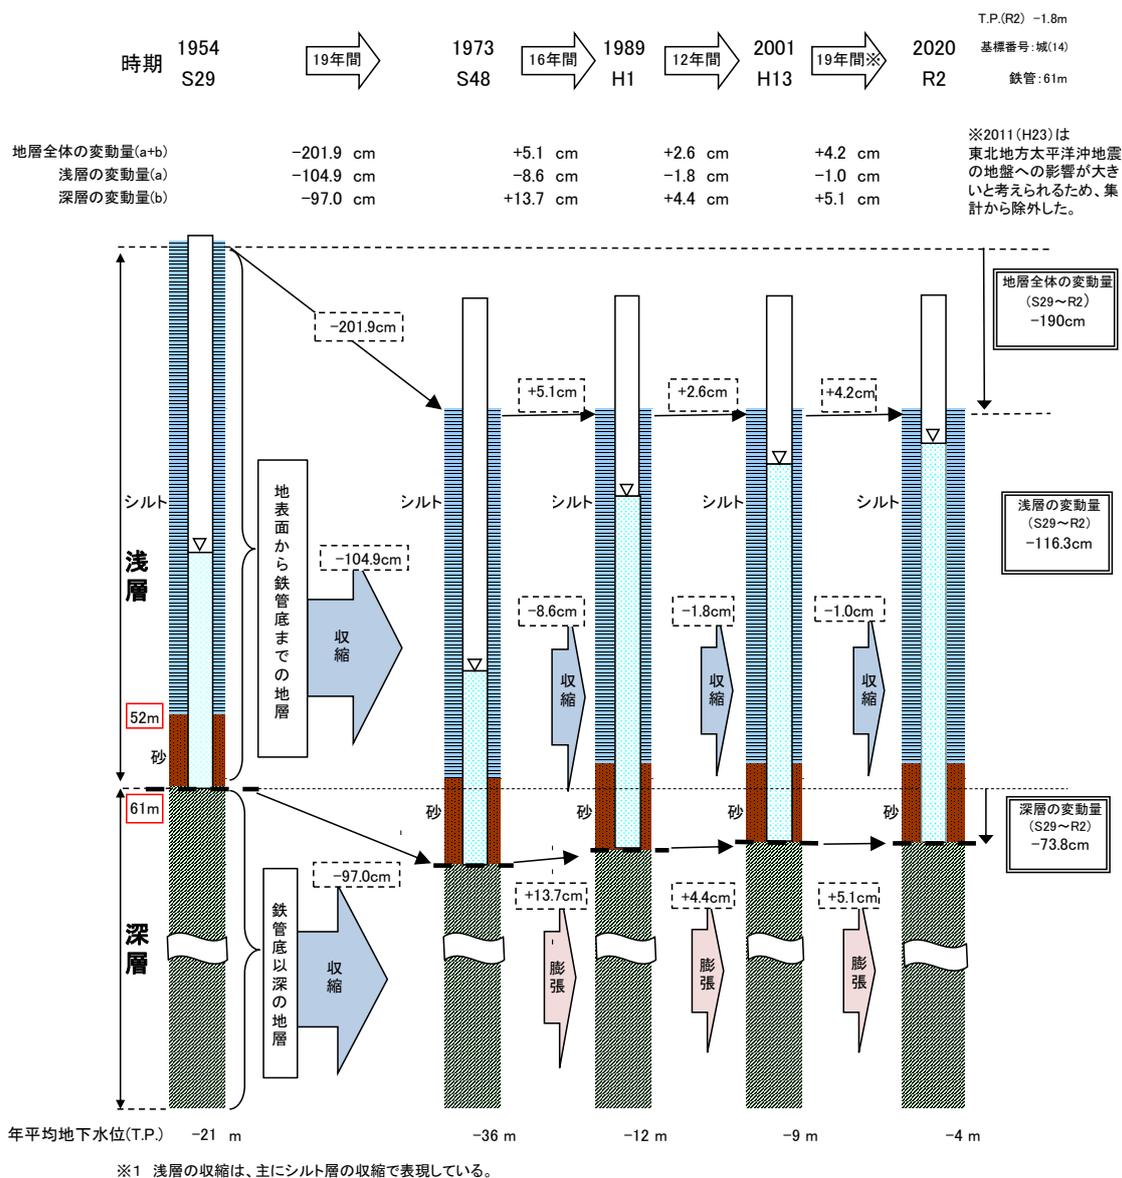 T.P.(R2) -1.8m
時期
1954
S29
19年間
1973
S48
16年間
1989
H1
12年間
2001
H13
19年間※
2020
R2
基標番号:城(14)
鉄管:61m
地層全体の変動量(a+b) -201.9 cm +5.1 cm +2.6 cm +4.2 cm
浅層の変動量(a) -104.9 cm -8.6 cm -1.8 cm -1.0 cm
深層の変動量(b) -97.0 cm +13.7 cm +4.4 cm +5.1 cm
※2011(H23)は
東北地方太平洋沖地震
の地盤への影響が大き
いと考えられるため、集
計から除外した。
地層全体の変動量
(S29~R2)
-190cm
-201.9cm
+5.1cm
+2.6cm
+4.2cm
シルト
シルト
シルト
シルト
シルト
浅層
地表面から鉄管底までの地層
-104.9cm
収縮
-8.6cm
収縮
-1.8cm
収縮
-1.0cm
収縮
浅層の変動量
(S29~R2)
-116.3cm
52m
砂
61m
砂
砂
砂
砂
深層の変動量
(S29~R2)
-73.8cm
深層
鉄管底以深の地層
-97.0cm
収縮
+13.7cm
膨張
+4.4cm
膨張
+5.1cm
膨張
年平均地下水位(T.P.) -21 m -36 m -12 m -9 m -4 m
※1 浅層の収縮は、主にシルト層の収縮で表現している。